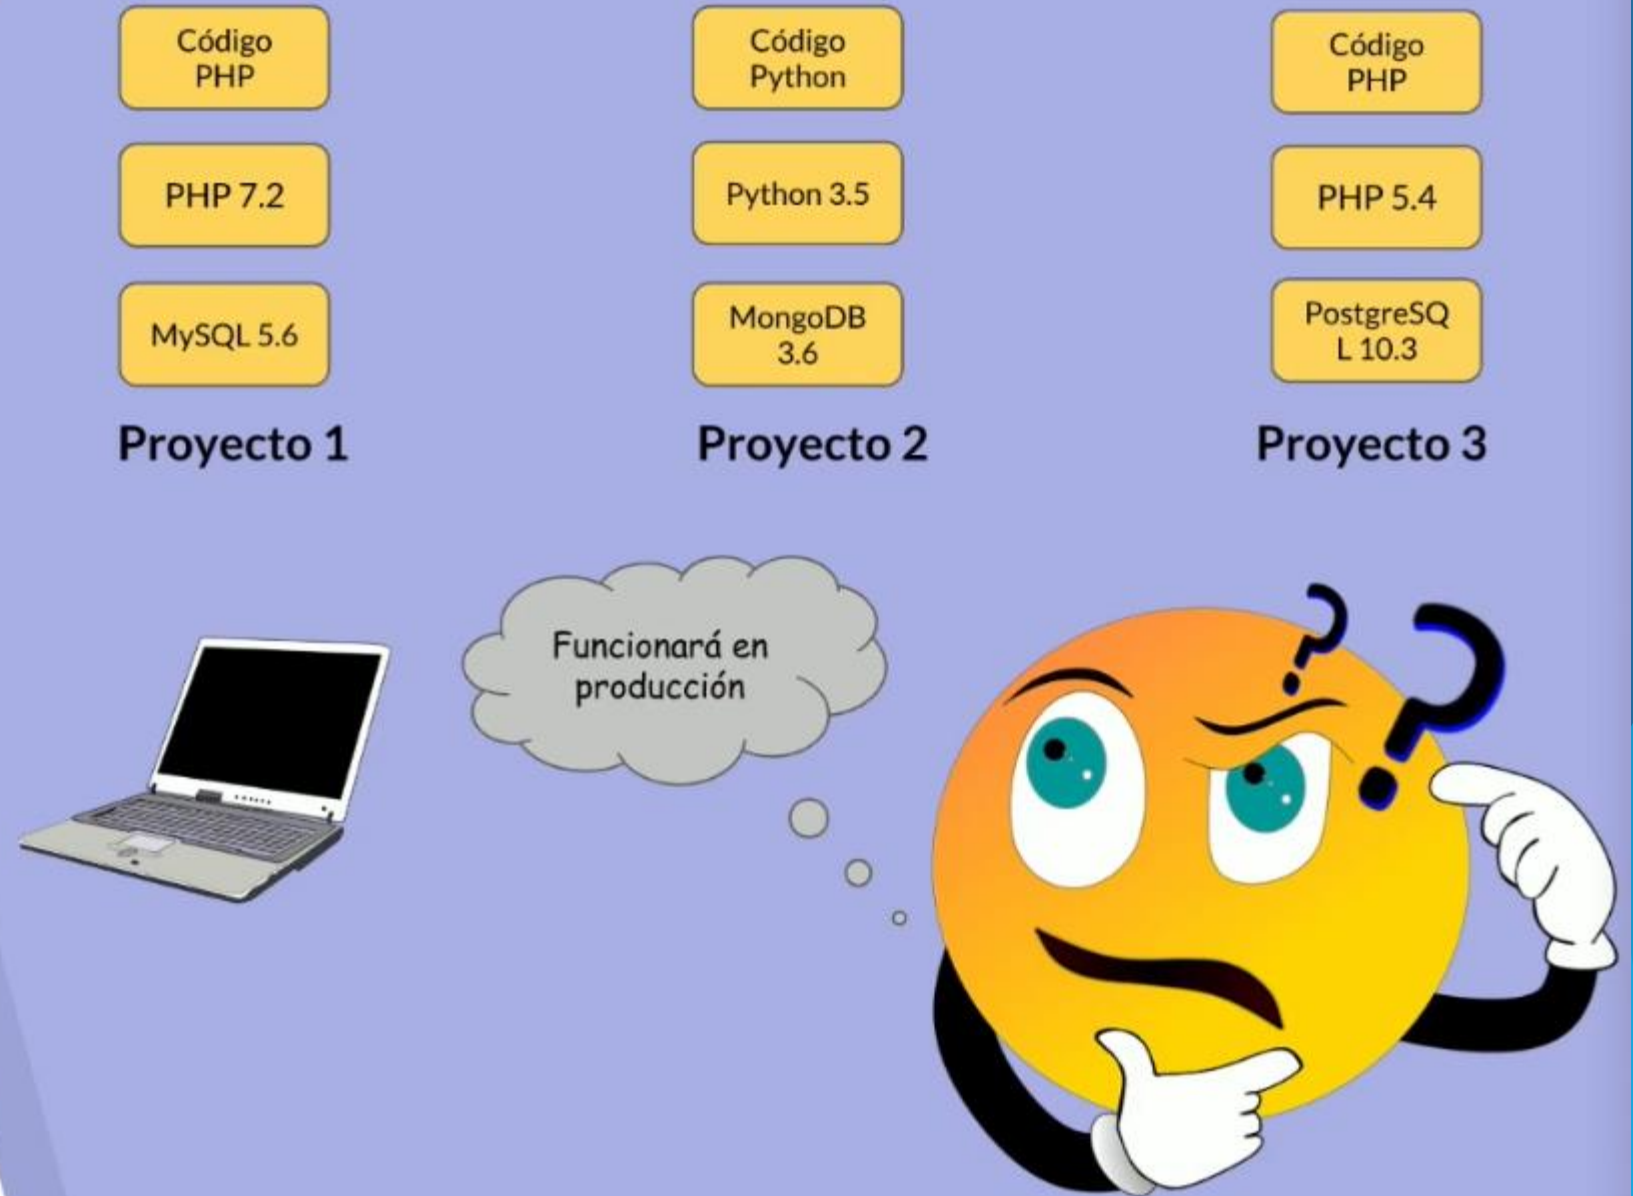 Código
PHP
Código
Python
Código
PHP
PHP 7.2
Python 3.5
PHP 5.4
MySQL 5.6
MongoDB
3.6
PostgreSQ
L 10.3
Proyecto 1
Proyecto 2
Proyecto 3
Funcionará en
producción
? ?